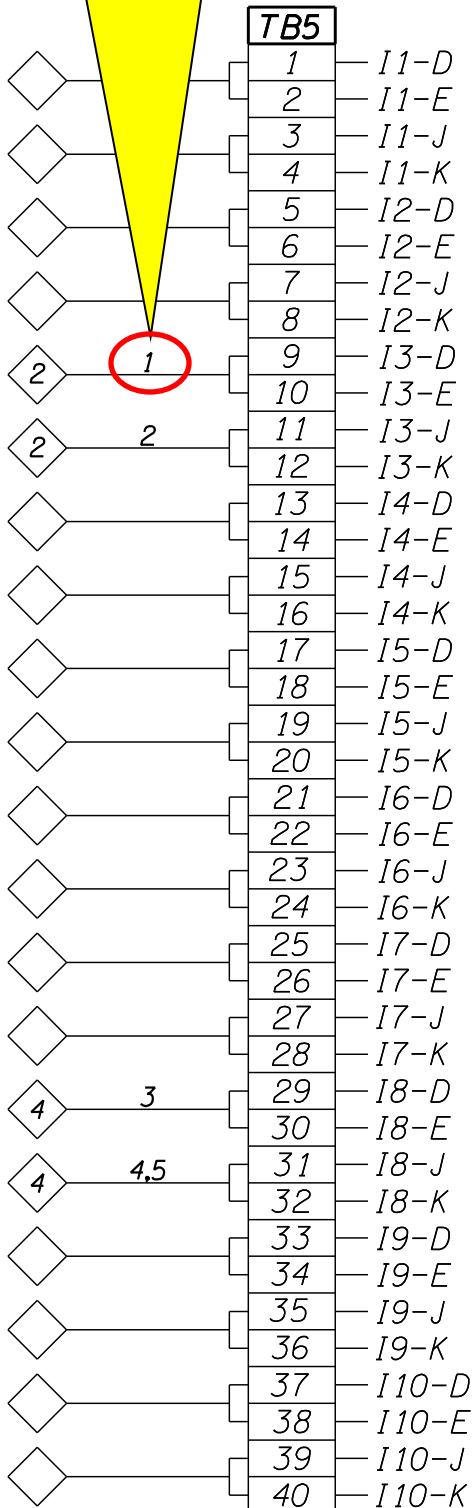 TB5
1 I1-D
2 I1-E
3 I1-J
4 I1-K
5 I2-D
6 I2-E
7 I2-J
8 I2-K
2 1 9 I3-D
10 I3-E
2 2 11 I3-J
12 I3-K
13 I4-D
14 I4-E
15 I4-J
16 I4-K
17 I5-D
18 I5-E
19 I5-J
20 I5-K
21 I6-D
22 I6-E
23 I6-J
24 I6-K
25 I7-D
26 I7-E
27 I7-J
28 I7-K
4 3 29 I8-D
30 I8-E
4 4,5 31 I8-J
32 I8-K
33 I9-D
34 I9-E
35 I9-J
36 I9-K
37 I10-D
38 I10-E
39 I10-J
40 I10-K